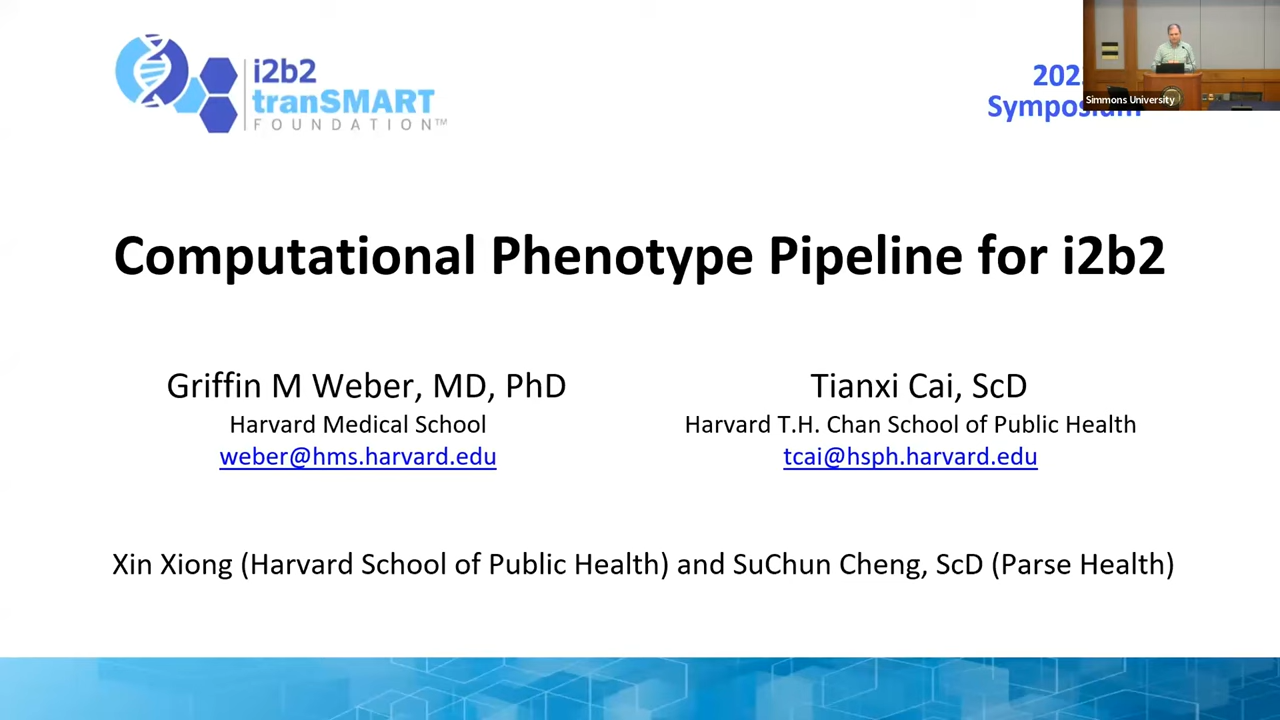 i2b2
tranSMART
FOUNDATION™
Symposium
Simmons University
Computational Phenotype Pipeline for i2b2
Griffin M Weber, MD, PhD
Harvard Medical School
weber@hms.harvard.edu
Tianxi Cai, ScD
Harvard T.H. Chan School of Public Health
tcai@hsph.harvard.edu
Xin Xiong (Harvard School of Public Health) and SuChun Cheng, ScD (Parse Health)